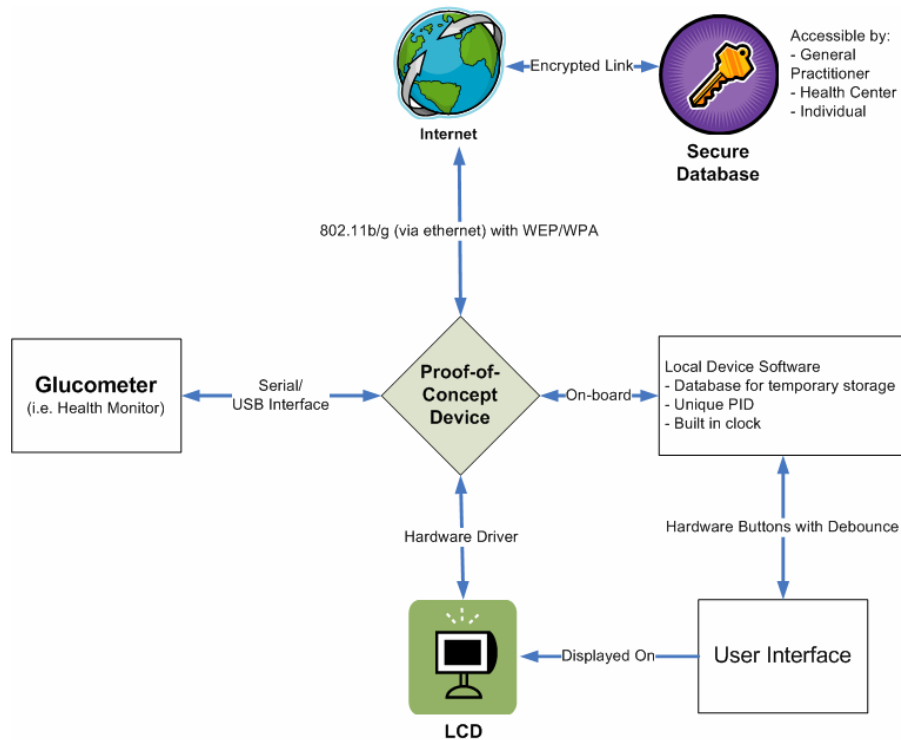 Internet
Encrypted Link
Secure
Database
Accessible by:
- General
Practitioner
- Health Center
- Individual
802.11b/g (via ethernet) with WEP/WPA
Glucometer
(i.e. Health Monitor)
Serial/
USB Interface
Proof-of-
Concept
Device
On-board
Local Device Software
- Database for temporary storage
- Unique PID
- Built in clock
Hardware Driver
Hardware Buttons with Debounce
LCD
Displayed On
User Interface